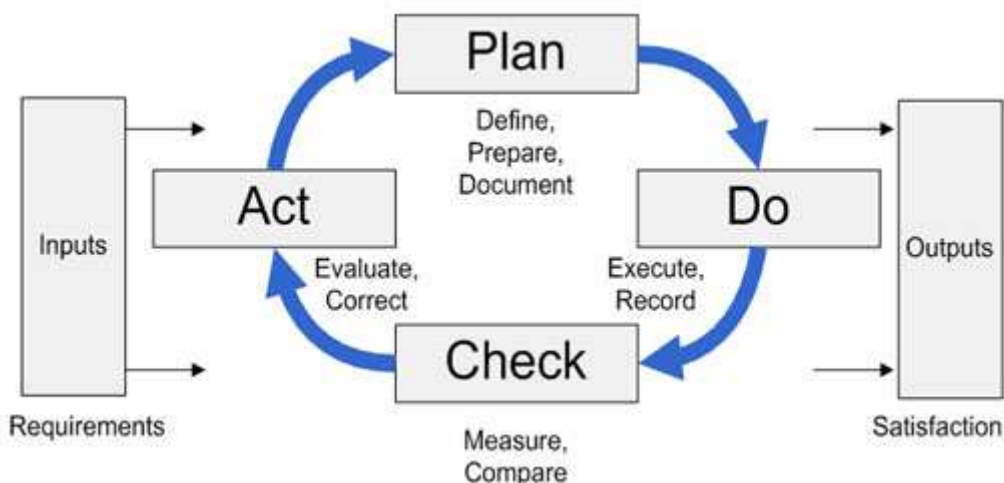 Plan
Define,
Prepare,
Document
Act
Do
Inputs
Outputs
Evaluate,
Correct
Execute,
Record
Check
Requirements
Satisfaction
Measure,
Compare